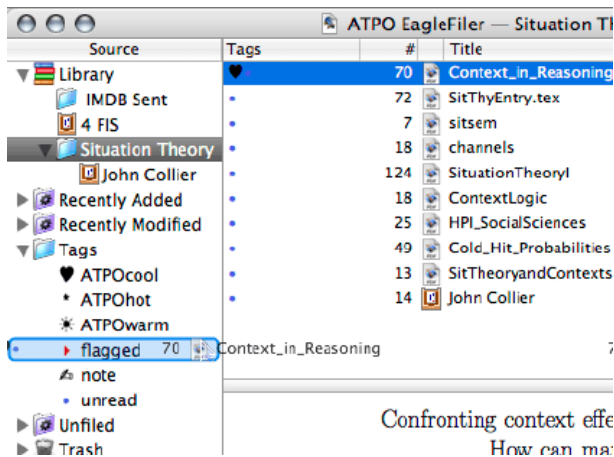 ATPO EagleFiler — Situation Th
Source Tags # Title
Library
IMDB Sent
4 FIS
Situation Theory
John Collier
Recently Added
Recently Modified
Tags
ATPOcool
ATPOhot
ATPOwarm
flagged
note
unread
Unfiled
Trash
70 Context_in_Reasoning
72 SitThyEntry.tex
7 sitsem
18 channels
124 SituationTheoryI
18 ContextLogic
25 HPI_SocialSciences
49 Cold_Hit_Probabilities
13 SitTheoryandContexts
14 John Collier
70 Context_in_Reasoning 7
Confronting context effe
How can mar